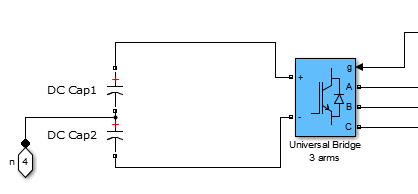 g
+
A
DC Cap1
B
-
C
DC Cap2
Universal Bridge
3 arms
n
4